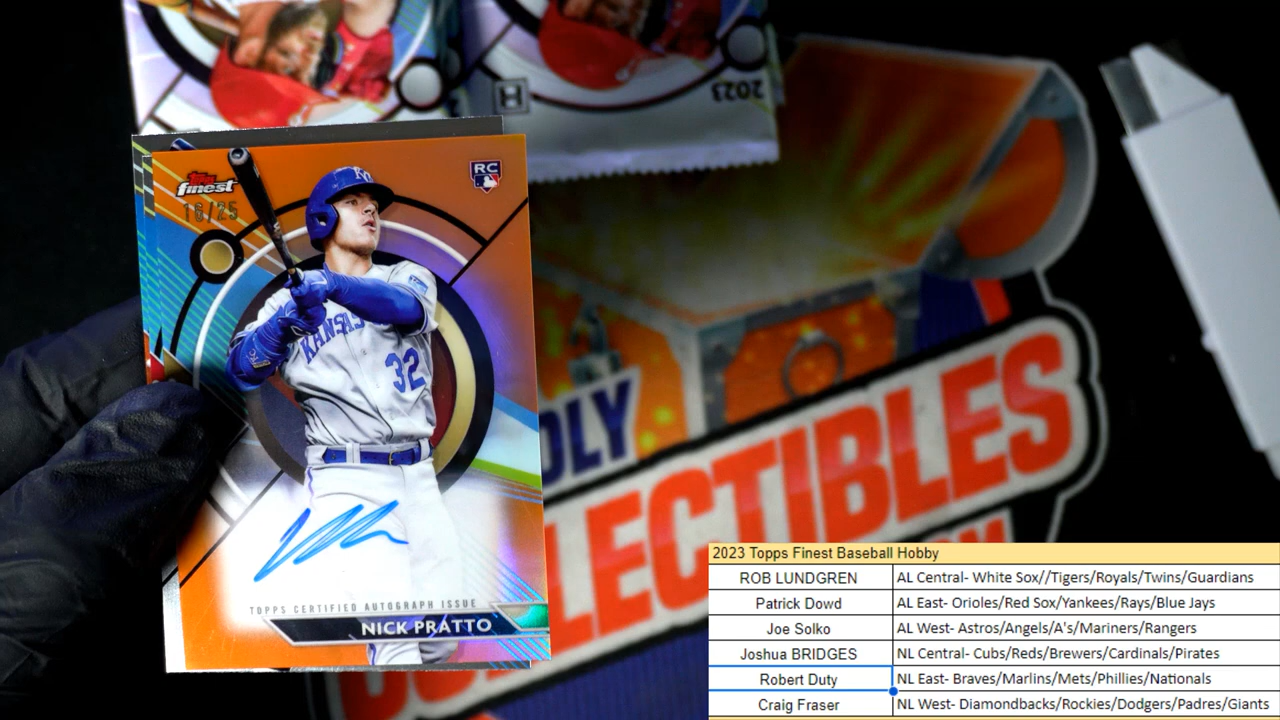 H
2023
RC
Topps
finest
16/25
KANSAS
32
TOPPS CERTIFIED AUTOGRAPH ISSUE
NICK PRATTO
OLY
LECTIBLES
2023 Topps Finest Baseball Hobby
ROB LUNDGREN AL Central- White Sox//Tigers/Royals/Twins/Guardians
Patrick Dowd AL East- Orioles/Red Sox/Yankees/Rays/Blue Jays
Joe Solko AL West- Astros/Angels/A's/Mariners/Rangers
Joshua BRIDGES NL Central- Cubs/Reds/Brewers/Cardinals/Pirates
Robert Duty NL East- Braves/Marlins/Mets/Phillies/Nationals
Craig Fraser NL West- Diamondbacks/Rockies/Dodgers/Padres/Giants